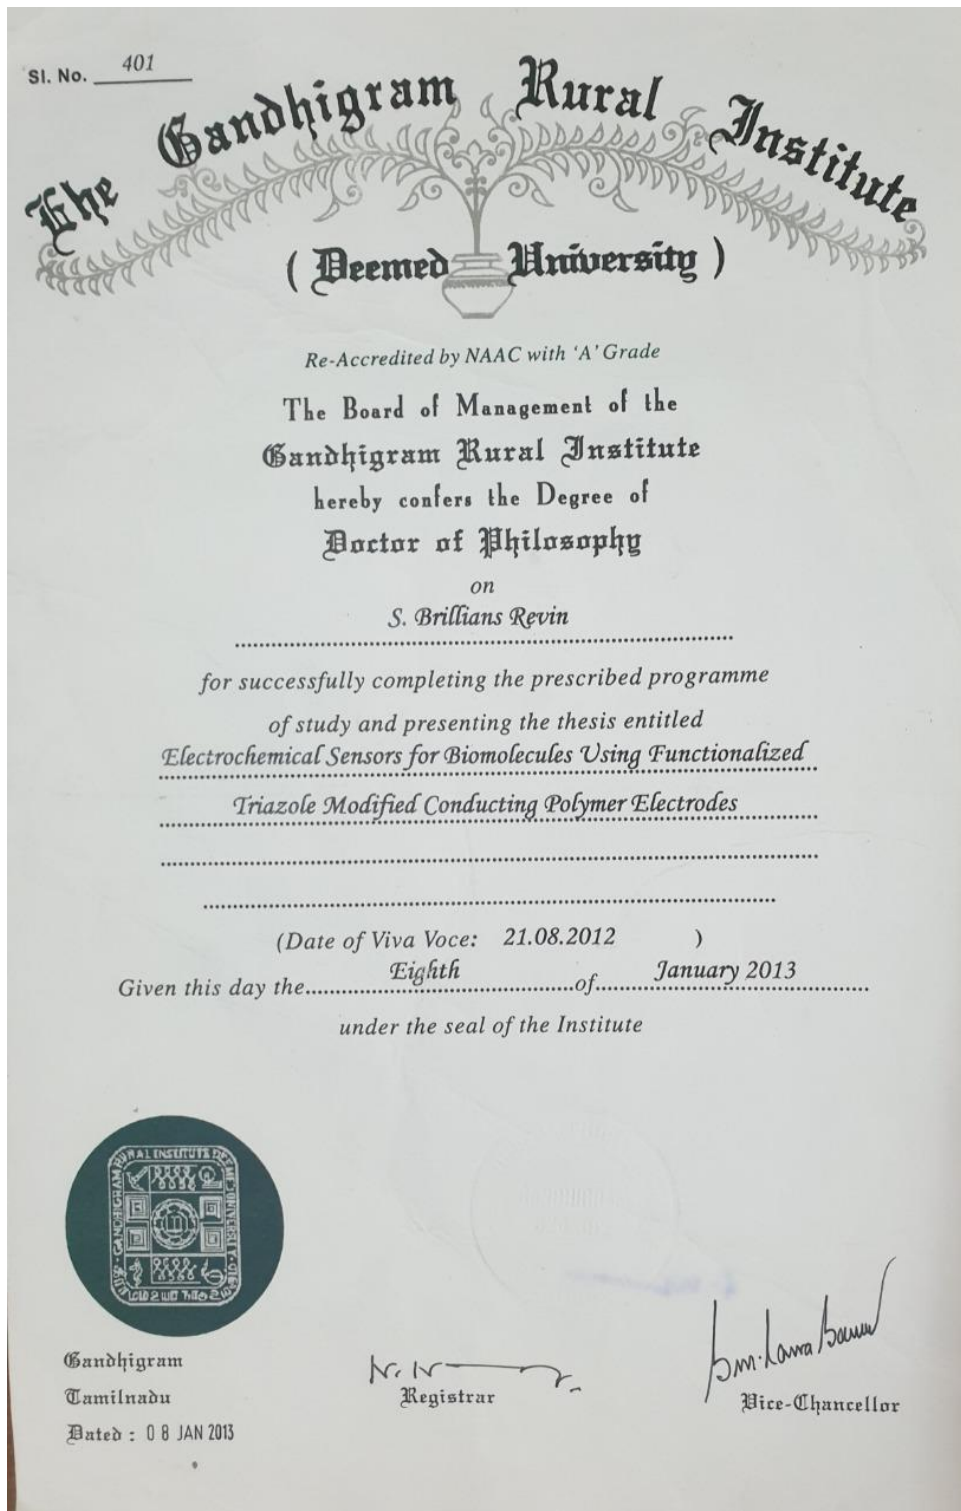 Sl. No. 401
The Gandhigram Rural Institute
( Deemed University )
Re-Accredited by NAAC with 'A' Grade
The Board of Management of the
Gandhigram Rural Institute
hereby confers the Degree of
Doctor of Philosophy
on
S. Brillians Revin
for successfully completing the prescribed programme
of study and presenting the thesis entitled
Electrochemical Sensors for Biomolecules Using Functionalized
Triazole Modified Conducting Polymer Electrodes
(Date of Viva Voce: 21.08.2012 )
Given this day the Eighth of January 2013
under the seal of the Institute
Gandhigram
Tamilnadu
Dated : 08 JAN 2013
Registrar
Vice-Chancellor